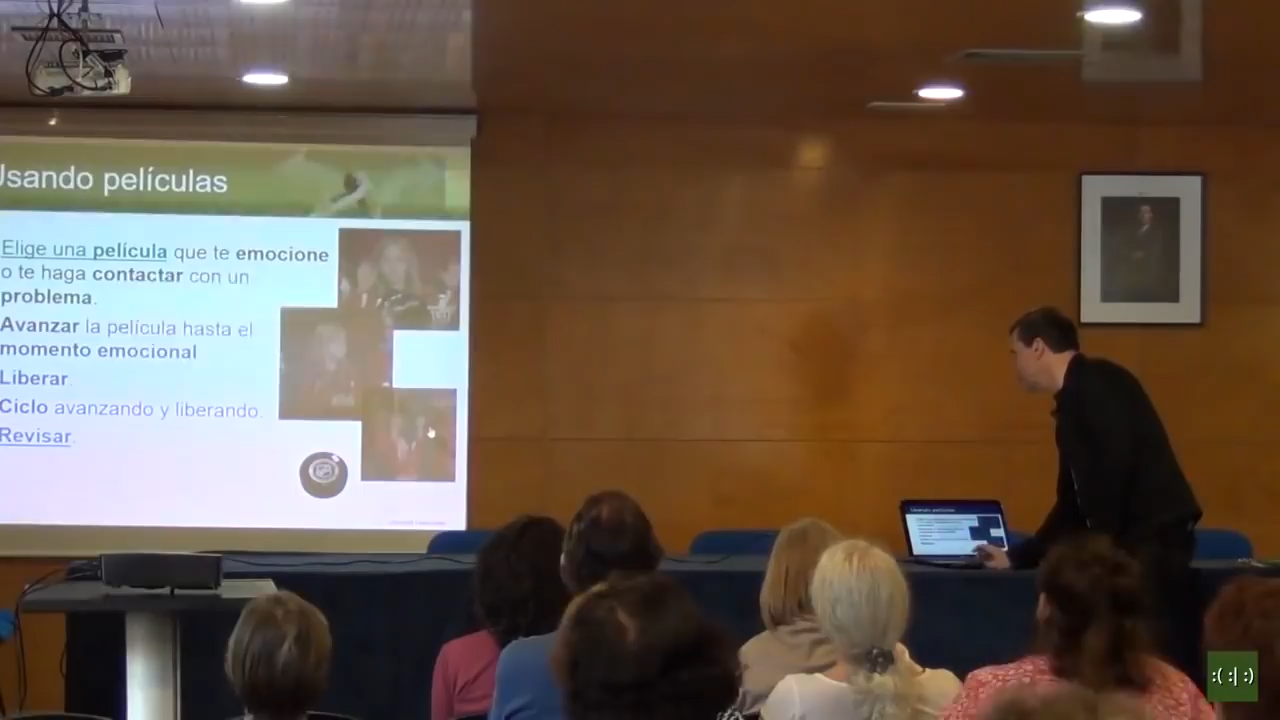 Usando películas
Elige una película que te emocione
o te haga contactar con un
problema.
Avanzar la película hasta el
momento emocional
Liberar.
Ciclo avanzando y liberando.
Revisar.
:( :| :)